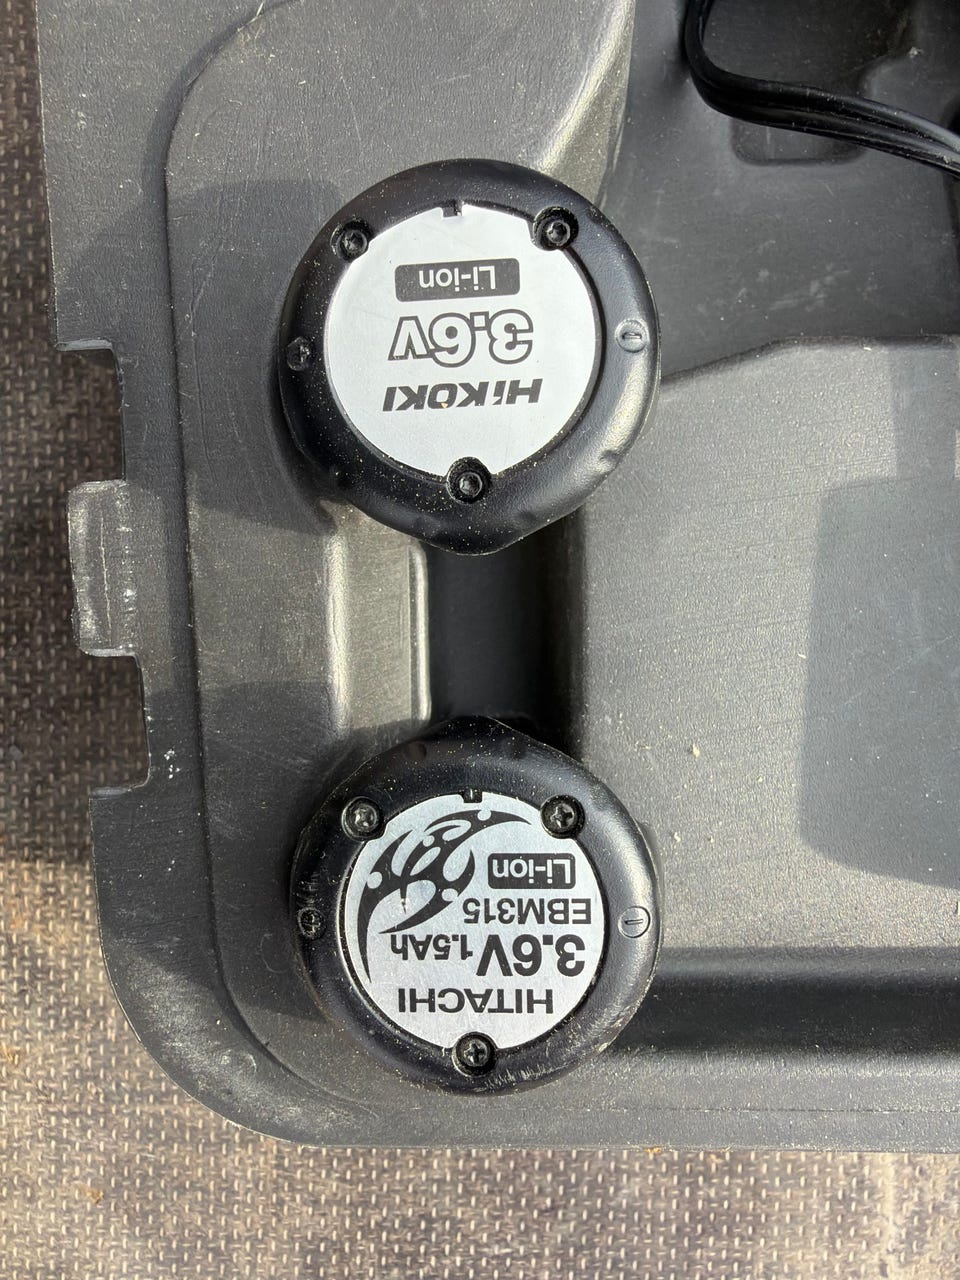 HiKOKI
3.6V
Li-ion
HITACHI
3.6V 1.5Ah
EBM315
Li-ion